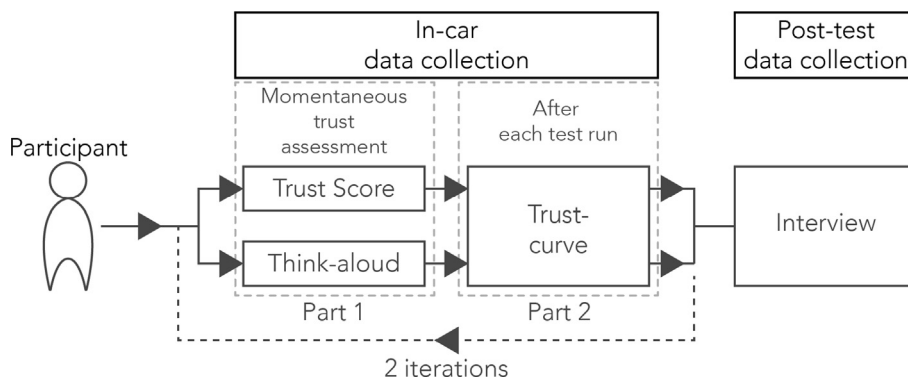 In-car
data collection
Post-test
data collection
Momentaneous
trust
assessment
After
each test run
Participant
Trust Score
Think-aloud
Trust-
curve
Interview
Part 1
Part 2
2 iterations